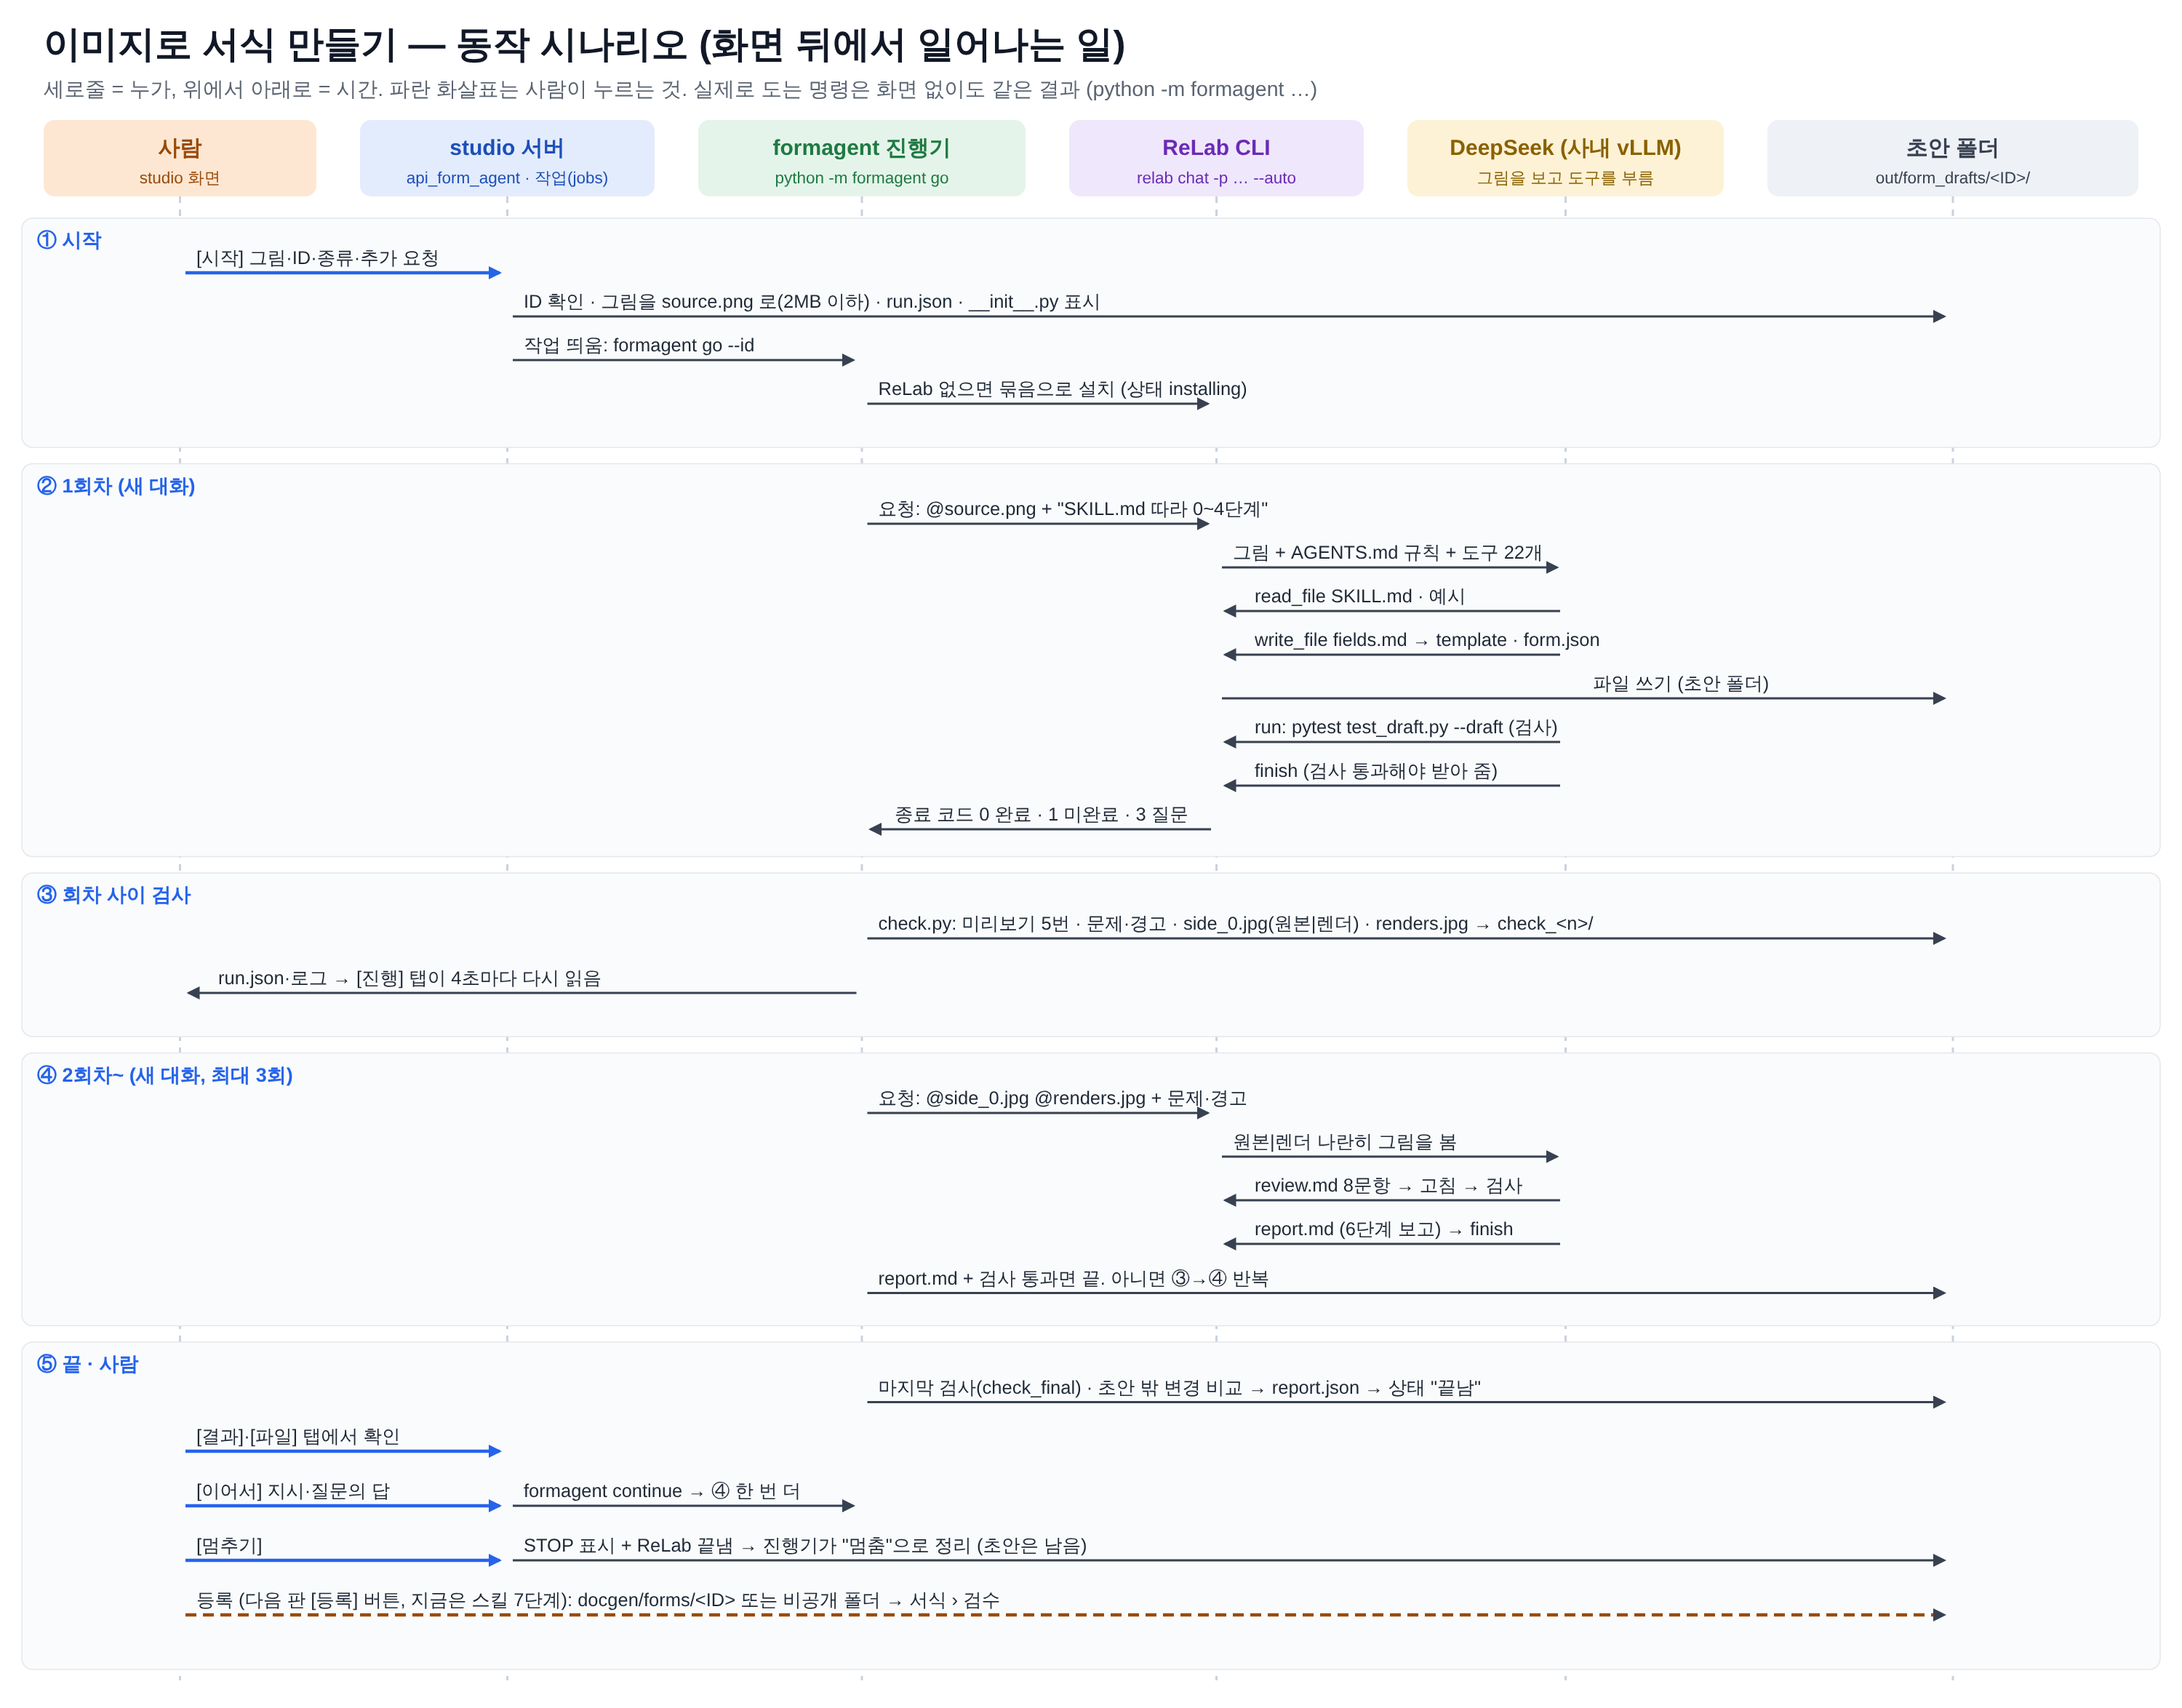 이미지로 서식 만들기 — 동작 시나리오 (화면 뒤에서 일어나는 일)
세로줄 = 누가, 위에서 아래로 = 시간. 파란 화살표는 사람이 누르는 것. 실제로 도는 명령은 화면 없이도 같은 결과 (python -m formagent …)
사람
studio 화면
studio 서버
api_form_agent · 작업(jobs)
formagent 진행기
python -m formagent go
ReLab CLI
relab chat -p … --auto
DeepSeek (사내 vLLM)
그림을 보고 도구를 부름
초안 폴더
out/form_drafts/<ID>/
① 시작
[시작] 그림·ID·종류·추가 요청
ID 확인 · 그림을 source.png 로(2MB 이하) · run.json · __init__.py 표시
작업 띄움: formagent go --id
ReLab 없으면 묶음으로 설치 (상태 installing)
② 1회차 (새 대화)
요청: @source.png + "SKILL.md 따라 0~4단계"
그림 + AGENTS.md 규칙 + 도구 22개
read_file SKILL.md · 예시
write_file fields.md → template · form.json
파일 쓰기 (초안 폴더)
run: pytest test_draft.py --draft (검사)
finish (검사 통과해야 받아 줌)
종료 코드 0 완료 · 1 미완료 · 3 질문
③ 회차 사이 검사
check.py: 미리보기 5번 · 문제·경고 · side_0.jpg(원본|렌더) · renders.jpg → check_<n>/
run.json·로그 → [진행] 탭이 4초마다 다시 읽음
④ 2회차~ (새 대화, 최대 3회)
요청: @side_0.jpg @renders.jpg + 문제·경고
원본|렌더 나란히 그림을 봄
review.md 8문항 → 고침 → 검사
report.md (6단계 보고) → finish
report.md + 검사 통과면 끝. 아니면 ③→④ 반복
⑤ 끝 · 사람
마지막 검사(check_final) · 초안 밖 변경 비교 → report.json → 상태 "끝남"
[결과]·[파일] 탭에서 확인
[이어서] 지시·질문의 답
formagent continue → ④ 한 번 더
[멈추기]
STOP 표시 + ReLab 끝냄 → 진행기가 "멈춤"으로 정리 (초안은 남음)
등록 (다음 판 [등록] 버튼, 지금은 스킬 7단계): docgen/forms/<ID> 또는 비공개 폴더 → 서식 › 검수